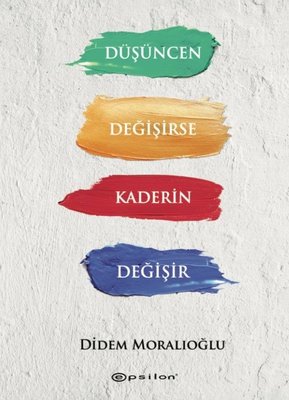 DÜŞÜNCEN
DEĞİŞİRSE
KADERİN
DEĞİŞİR
DİDEM MORALIOĞLU
epsilon®